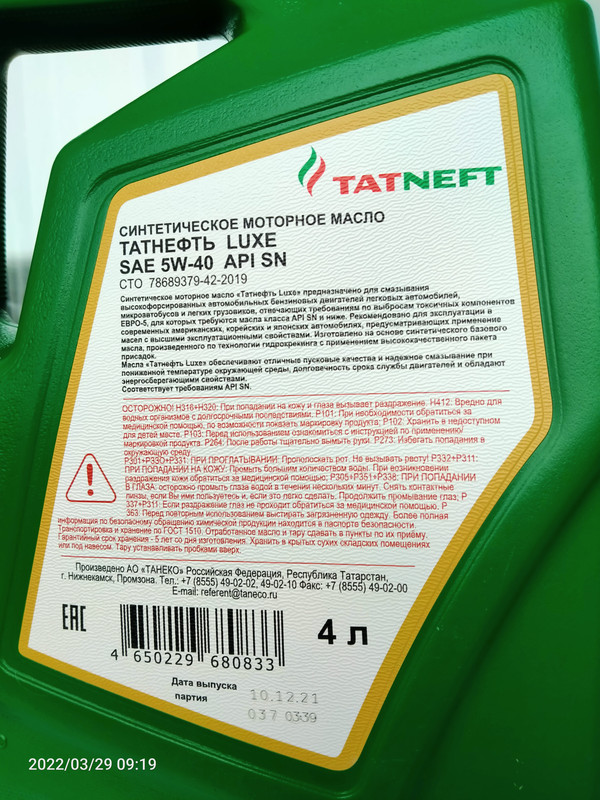 TATNEFT
СИНТЕТИЧЕСКОЕ МОТОРНОЕ МАСЛО
ТАТНЕФТЬ LUXE
SAE 5W-40 API SN
СТО 78689379-42-2019
Синтетическое моторное масло «Татнефть Luxe» предназначено для смазывания
высокофорсированных автомобильных бензиновых двигателей легковых автомобилей,
микроавтобусов и легких грузовиков, отвечающих требованиям по выбросам токсичных компонентов
ЕВРО-5, для которых требуются масла класса API SN и ниже. Рекомендовано для эксплуатации в
современных американских, корейских и японских автомобилях, предусматривающих применение
масел с высшими эксплуатационными свойствами. Изготовлено на основе синтетического базового
масла, произведенного по технологии гидрокрекинга с применением высококачественного пакета
присадок.
Масла «Татнефть Luxe» обеспечивают отличные пусковые качества и надежное смазывание при
пониженной температуре окружающей среды, долговечность срока службы двигателей и обладают
энергосберегающими свойствами.
Соответствует требованиям API SN.
ОСТОРОЖНО! H316+H320: При попадании на кожу и глаза вызывает раздражение. H412: Вредно для
водных организмов с долгосрочными последствиями. P101: При необходимости обратиться за
медицинской помощью, по возможности показать маркировку продукта; P102: Хранить в недоступном
для детей месте. P103: Перед использованием ознакомиться с инструкцией по применению/
маркировкой продукта. P264: После работы тщательно вымыть руки. P273: Избегать попадания в
окружающую среду.
P301+P330+P331: ПРИ ПРОГЛАТЫВАНИИ: Прополоскать рот. Не вызывать рвоту! P332+P311:
ПРИ ПОПАДАНИИ НА КОЖУ: Промыть большим количеством воды. При возникновении
раздражения кожи обратиться за медицинской помощью; P305+P351+P338: ПРИ ПОПАДАНИИ
В ГЛАЗА: осторожно промыть глаза водой в течении нескольких минут. Снять контактные
линзы, если Вы ими пользуетесь и, если это легко сделать. Продолжить промывание глаз; P
337+P311: Если раздражение глаз не проходит обратиться за медицинской помощью. P
363: Перед повторным использованием выстирать загрязненную одежду. Более полная
информация по безопасному обращению химической продукции находится в паспорте безопасности.
Транспортировка и хранение по ГОСТ 1510. Отработанное масло и тару сдавать в пункты по их приёму.
Гарантийный срок хранения - 5 лет со дня изготовления. Хранить в крытых сухих складских помещениях
или под навесом. Тару устанавливать пробками вверх.
Произведено АО «ТАНЕКО» Российская Федерация, Республика Татарстан,
г. Нижнекамск, Промзона. Тел.: +7 (8555) 49-02-02, 49-02-10 Факс: +7 (8555) 49-02-00
E-mail: referent@taneco.ru
EAC
4 650229 680833
4 л
Дата выпуска
партия
10.12.21
037 0339
2022/03/29 09:19